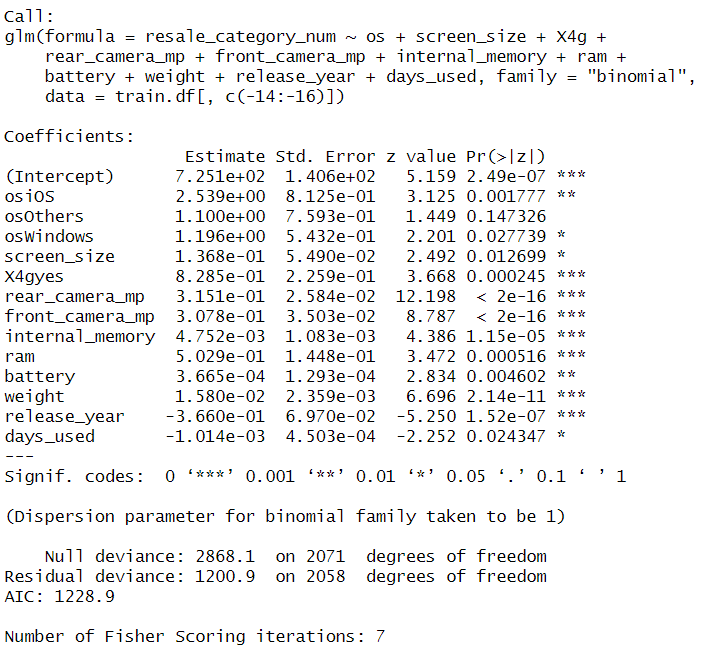 Call:
glm(formula = resale_category_num ~ os + screen_size + X4g +
    rear_camera_mp + front_camera_mp + internal_memory + ram +
    battery + weight + release_year + days_used, family = "binomial",
    data = train.df[, c(-14:-16)])

Coefficients:
                  Estimate Std. Error z value Pr(>|z|)
(Intercept)      7.251e+02  1.406e+02   5.159 2.49e-07 ***
osiOS            2.539e+00  8.125e-01   3.125 0.001777 **
osOthers         1.100e+00  7.593e-01   1.449 0.147326
osWindows        1.196e+00  5.432e-01   2.201 0.027739 *
screen_size      1.368e-01  5.490e-02   2.492 0.012699 *
X4gyes           8.285e-01  2.259e-01   3.668 0.000245 ***
rear_camera_mp   3.151e-01  2.584e-02  12.198  < 2e-16 ***
front_camera_mp  3.078e-01  3.503e-02   8.787  < 2e-16 ***
internal_memory  4.752e-03  1.083e-03   4.386 1.15e-05 ***
ram              5.029e-01  1.448e-01   3.472 0.000516 ***
battery          3.665e-04  1.293e-04   2.834 0.004602 **
weight           1.580e-02  2.359e-03   6.696 2.14e-11 ***
release_year    -3.660e-01  6.970e-02  -5.250 1.52e-07 ***
days_used       -1.014e-03  4.503e-04  -2.252 0.024347 *
---
Signif. codes:  0 ‘***’ 0.001 ‘**’ 0.01 ‘*’ 0.05 ‘.’ 0.1 ‘ ’ 1

(Dispersion parameter for binomial family taken to be 1)

    Null deviance: 2868.1  on 2071  degrees of freedom
Residual deviance: 1200.9  on 2058  degrees of freedom
AIC: 1228.9

Number of Fisher Scoring iterations: 7